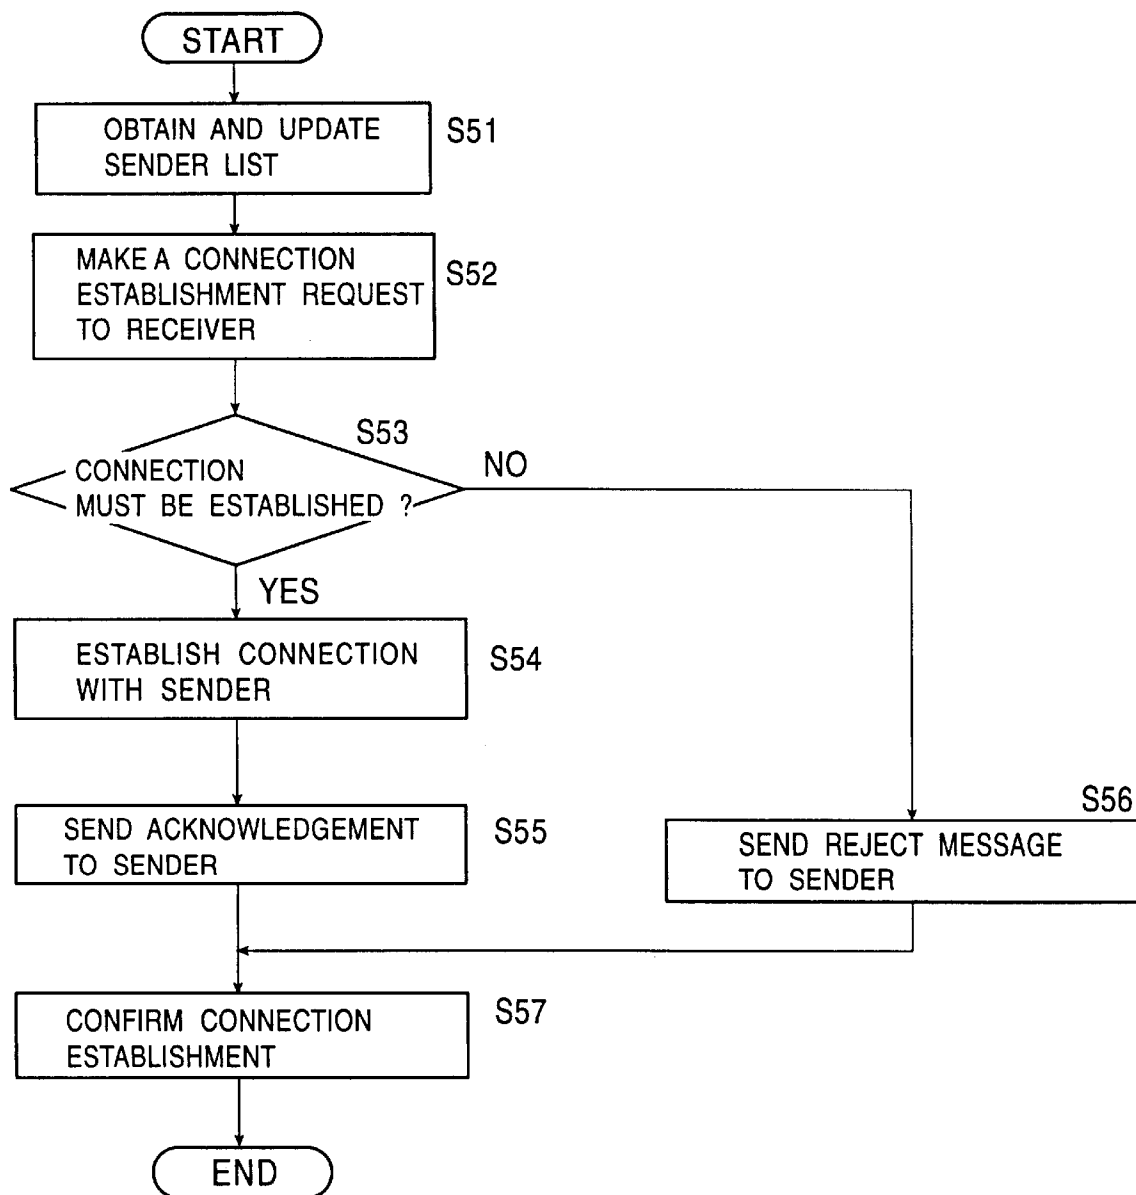 START
OBTAIN AND UPDATE
SENDER LIST
S51
MAKE A CONNECTION
ESTABLISHMENT REQUEST
TO RECEIVER
S52
S53
CONNECTION
MUST BE ESTABLISHED ?
NO
YES
ESTABLISH CONNECTION
WITH SENDER
S54
SEND ACKNOWLEDGEMENT
TO SENDER
S55
S56
SEND REJECT MESSAGE
TO SENDER
CONFIRM CONNECTION
ESTABLISHMENT
S57
END